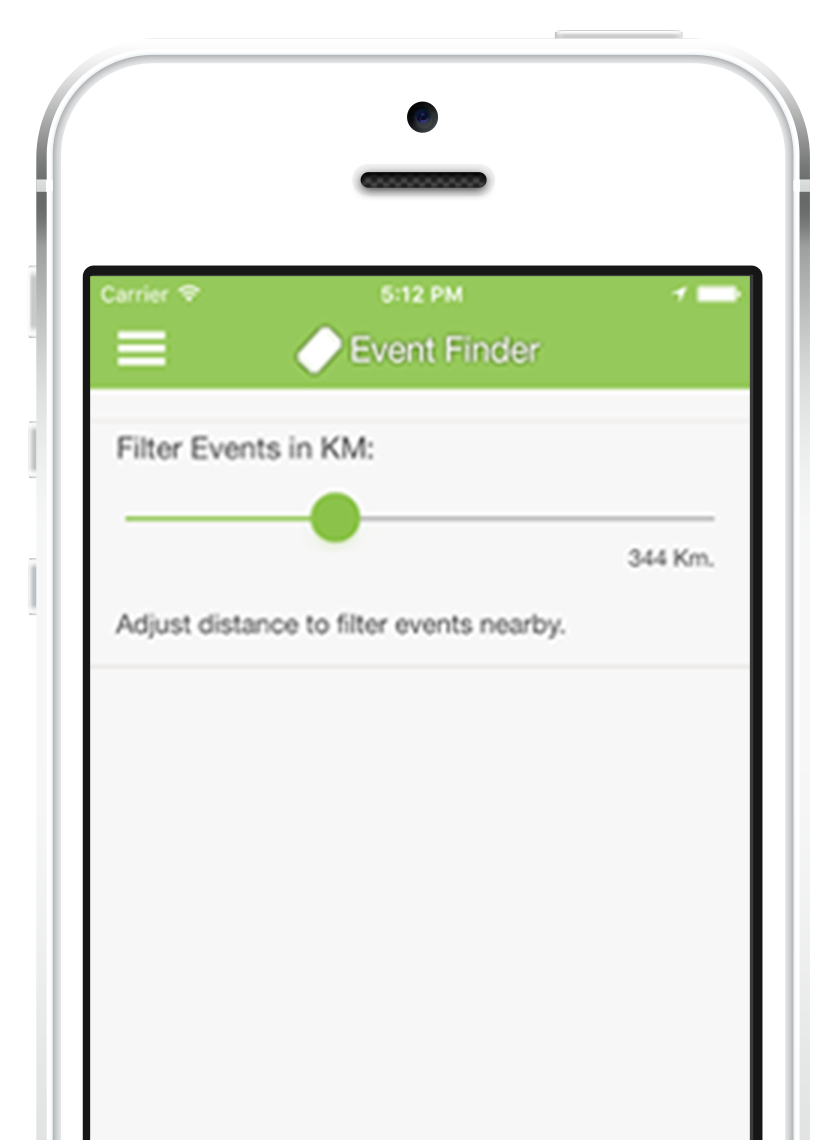 Carrier 5:12 PM
Event Finder
Filter Events in KM:
344 Km.
Adjust distance to filter events nearby.